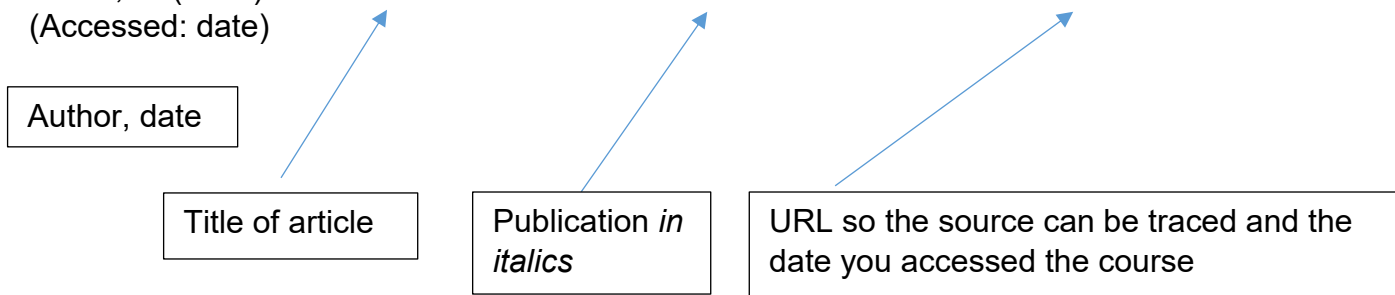 (Accessed: date)
Author, date
Title of article
Publication in
italics
URL so the source can be traced and the
date you accessed the course